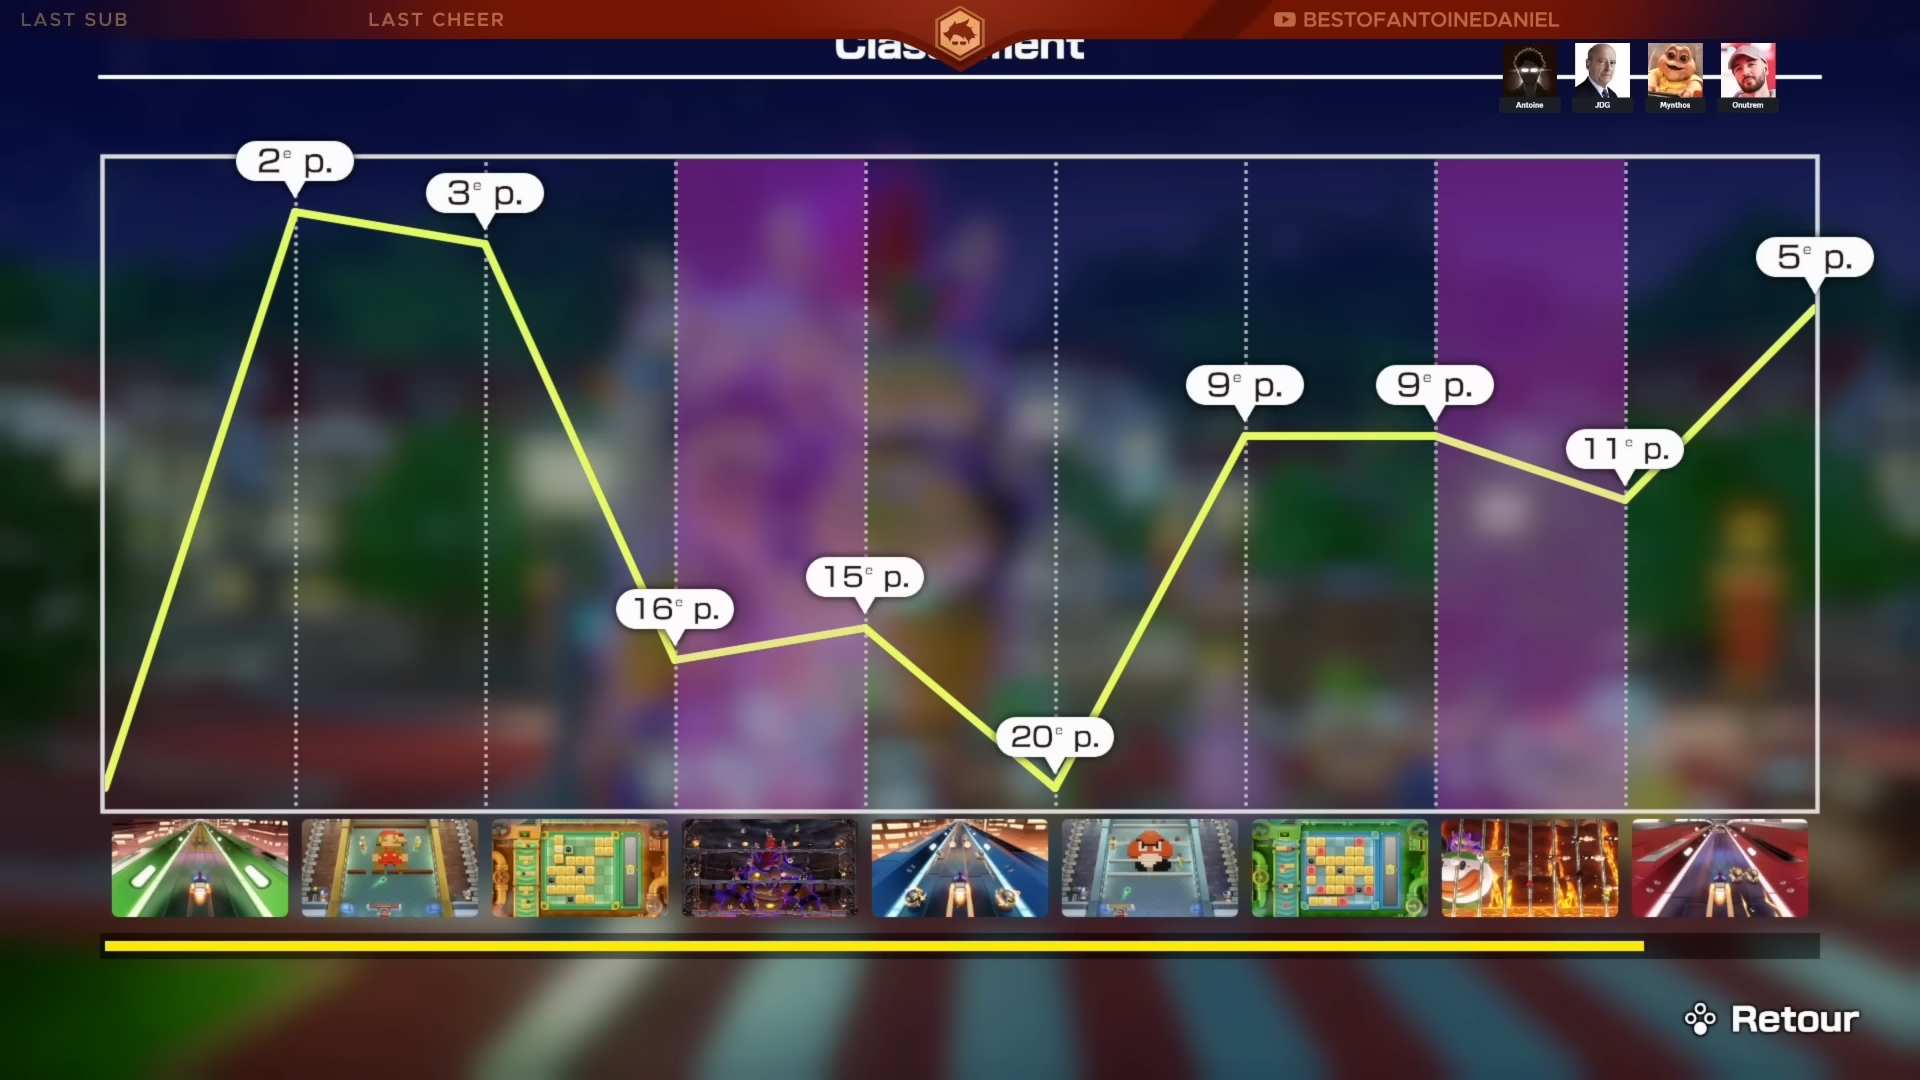 LAST SUB
LAST CHEER
BESTOFANTOINEDANIEL
Antoine
JDG
Mynthos
Onutrem
2e p.
3e p.
16e p.
15e p.
20e p.
9e p.
9e p.
11e p.
5e p.
Retour